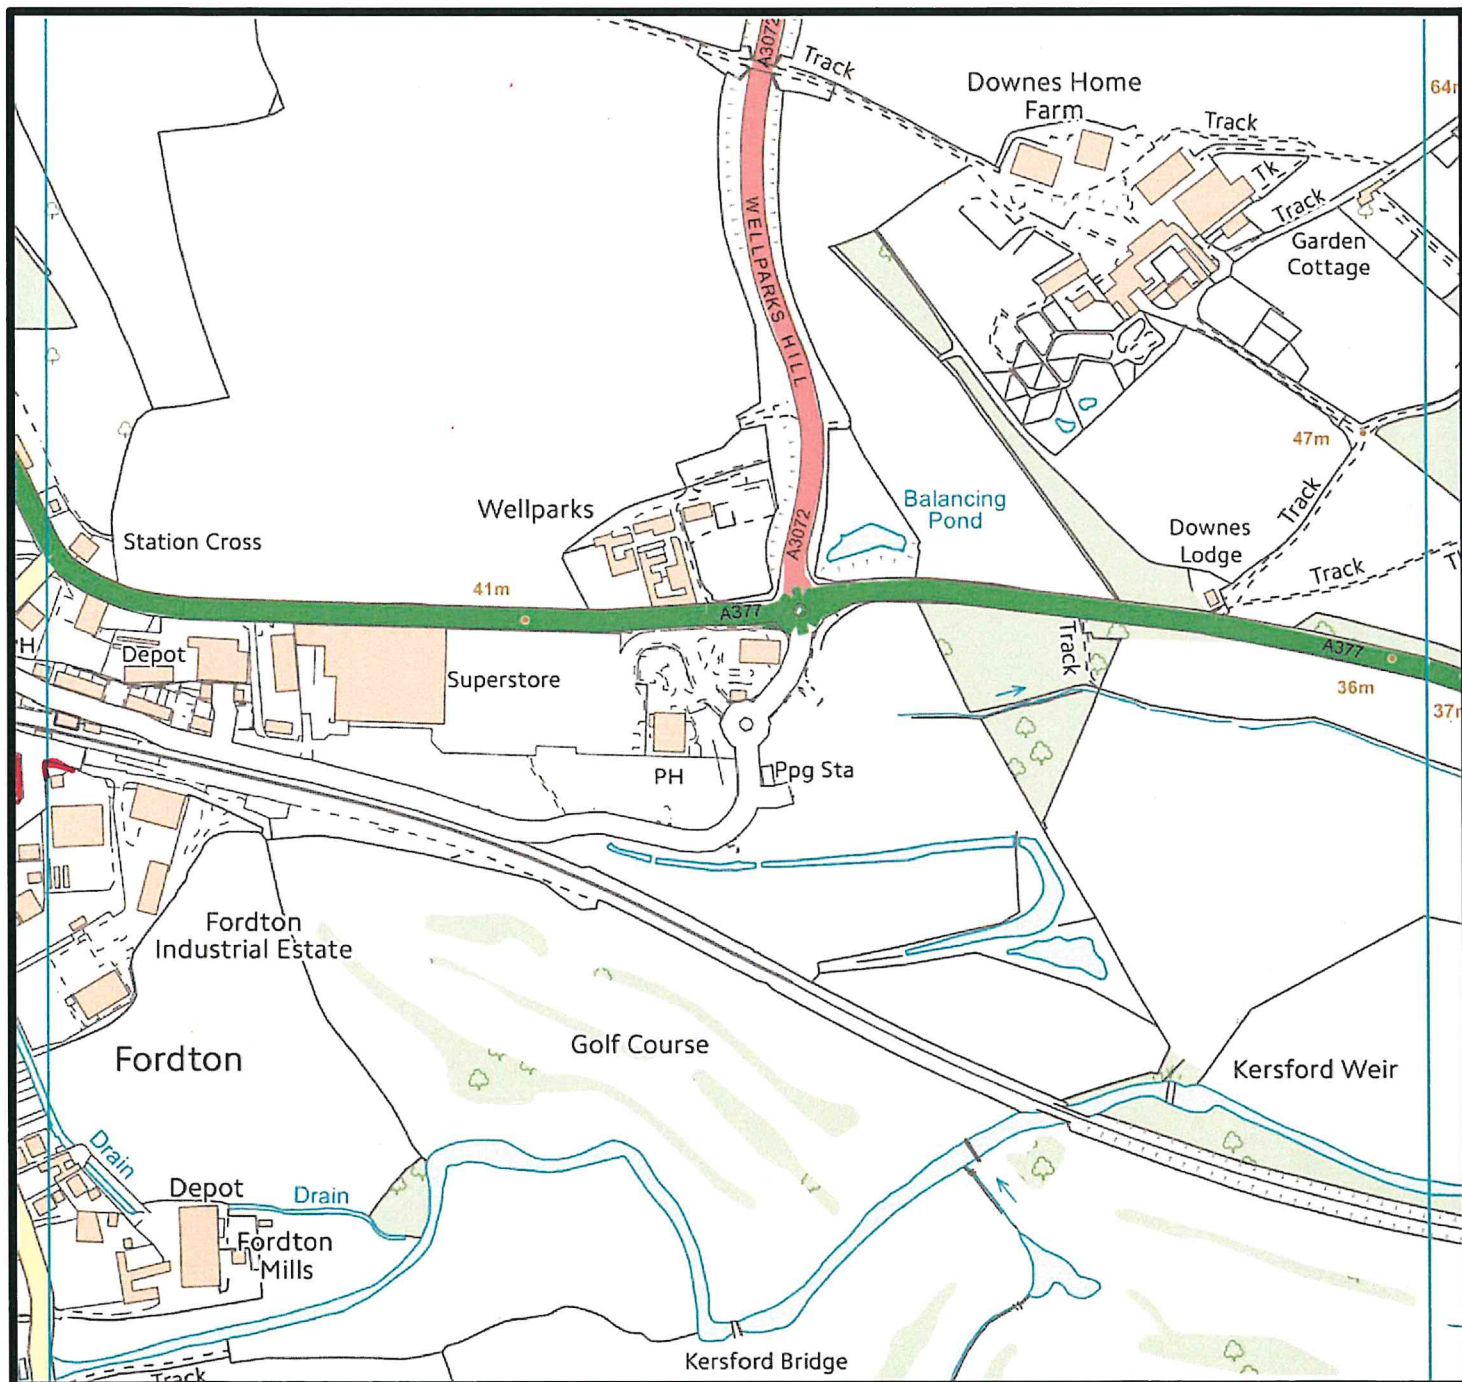 A3072
Track
Downes Home
Farm
Track
64m
Tk
Track
Garden
Cottage
WELLPARKS HILL
47m
Wellparks
Balancing
Pond
A3072
Station Cross
Downes
Lodge
Track
Track
41m
A377
PH
Depot
Track
A377
Superstore
36m
37m
PH
Ppg Sta
Fordton
Industrial Estate
Golf Course
Fordton
Kersford Weir
Drain
Depot
Drain
Fordton
Mills
Kersford Bridge
Track